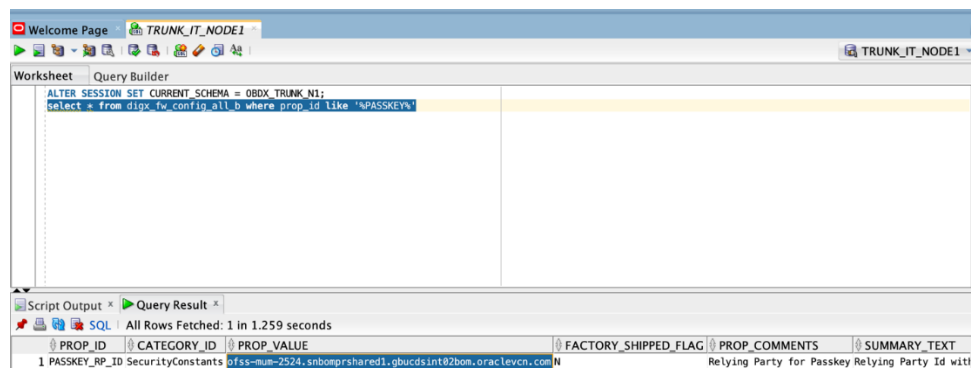 Welcome Page × TRUNK_IT_NODE1 ×
TRUNK_IT_NODE1
Worksheet Query Builder
ALTER SESSION SET CURRENT_SCHEMA = OBDX_TRUNK_N1;
select * from digx_fw_config_all_b where prop_id like '%PASSKEY%'
Script Output × Query Result ×
SQL | All Rows Fetched: 1 in 1.259 seconds
PROP_ID CATEGORY_ID PROP_VALUE FACTORY_SHIPPED_FLAG PROP_COMMENTS SUMMARY_TEXT
1 PASSKEY_RP_ID SecurityConstants ofss-mum-2524.snbomprshared1.gbucdsint02bom.oraclevcn.com N Relying Party for Passkey Relying Party Id with